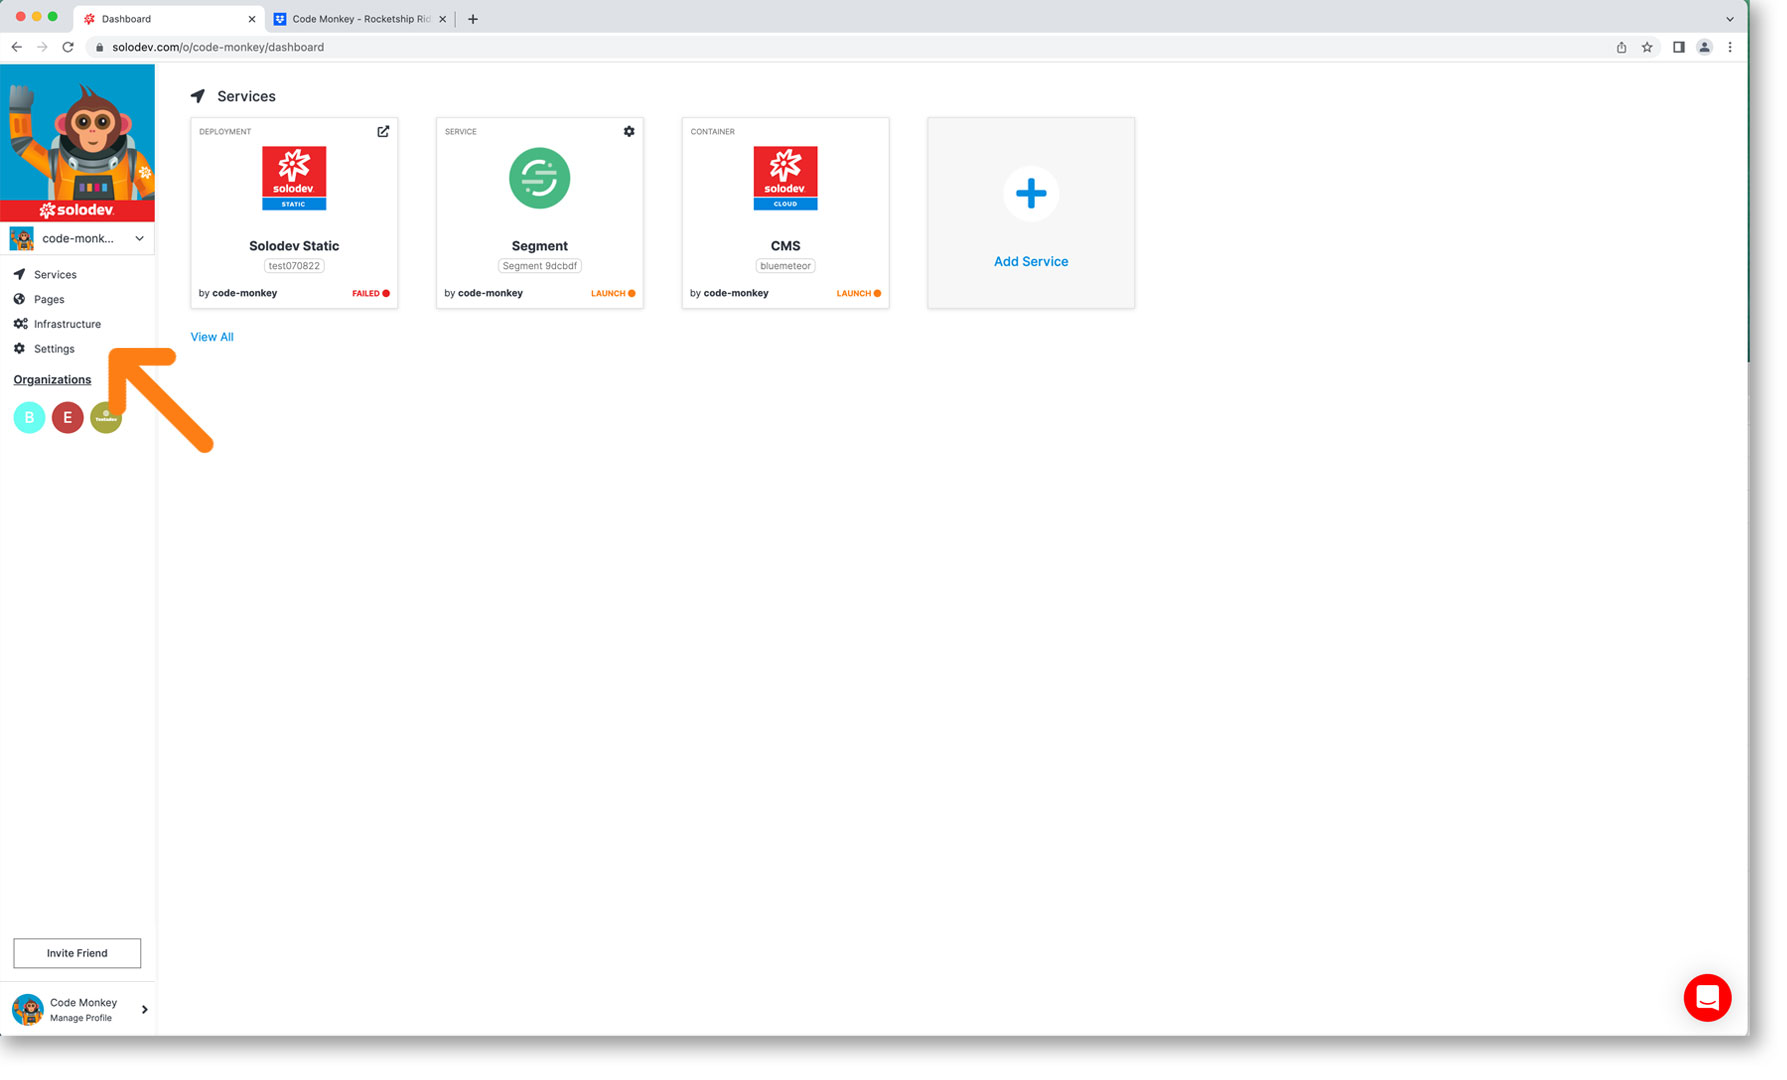 Dashboard
Code Monkey - Rocketship Rid
solodev.com/o/code-monkey/dashboard
solodev
code-monk...
Services
Pages
Infrastructure
Settings
Organizations
B
E
Invite Friend
Code Monkey
Manage Profile
Services
DEPLOYMENT
solodev
STATIC
Solodev Static
test070822
by code-monkey
FAILED
SERVICE
Segment
Segment 9dcbdf
by code-monkey
LAUNCH
CONTAINER
solodev
CLOUD
CMS
bluemeteor
by code-monkey
LAUNCH
Add Service
View All